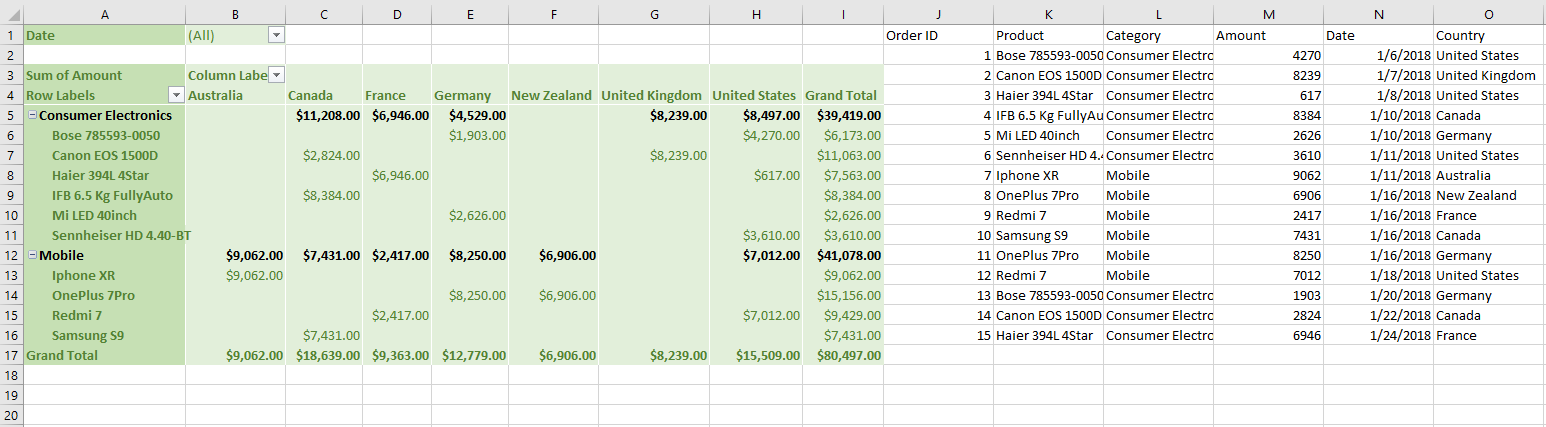 A B C D E F G H I J K L M N O
1 Date (All) Order ID Product Category Amount Date Country
2 1 Bose 785593-0050 Consumer Electro 4270 1/6/2018 United States
3 Sum of Amount Column Labe 2 Canon EOS 1500D Consumer Electro 8239 1/7/2018 United Kingdom
4 Row Labels Australia Canada France Germany New Zealand United Kingdom United States Grand Total 3 Haier 394L 4Star Consumer Electro 617 1/8/2018 United States
5 Consumer Electronics $11,208.00 $6,946.00 $4,529.00 $8,239.00 $8,497.00 $39,419.00 4 IFB 6.5 Kg FullyAu Consumer Electro 8384 1/10/2018 Canada
6 Bose 785593-0050 $1,903.00 $4,270.00 $6,173.00 5 Mi LED 40inch Consumer Electro 2626 1/10/2018 Germany
7 Canon EOS 1500D $2,824.00 $8,239.00 $11,063.00 6 Sennheiser HD 4.4 Consumer Electro 3610 1/11/2018 United States
8 Haier 394L 4Star $6,946.00 $617.00 $7,563.00 7 Iphone XR Mobile 9062 1/11/2018 Australia
9 IFB 6.5 Kg FullyAuto $8,384.00 $8,384.00 8 OnePlus 7Pro Mobile 6906 1/16/2018 New Zealand
10 Mi LED 40inch $2,626.00 $2,626.00 9 Redmi 7 Mobile 2417 1/16/2018 France
11 Sennheiser HD 4.40-BT $3,610.00 $3,610.00 10 Samsung S9 Mobile 7431 1/16/2018 Canada
12 Mobile $9,062.00 $7,431.00 $2,417.00 $8,250.00 $6,906.00 $7,012.00 $41,078.00 11 OnePlus 7Pro Mobile 8250 1/16/2018 Germany
13 Iphone XR $9,062.00 $9,062.00 12 Redmi 7 Mobile 7012 1/18/2018 United States
14 OnePlus 7Pro $8,250.00 $6,906.00 $15,156.00 13 Bose 785593-0050 Consumer Electro 1903 1/20/2018 Germany
15 Redmi 7 $2,417.00 $7,012.00 $9,429.00 14 Canon EOS 1500D Consumer Electro 2824 1/22/2018 Canada
16 Samsung S9 $7,431.00 $7,431.00 15 Haier 394L 4Star Consumer Electro 6946 1/24/2018 France
17 Grand Total $9,062.00 $18,639.00 $9,363.00 $12,779.00 $6,906.00 $8,239.00 $15,509.00 $80,497.00
18
19
20